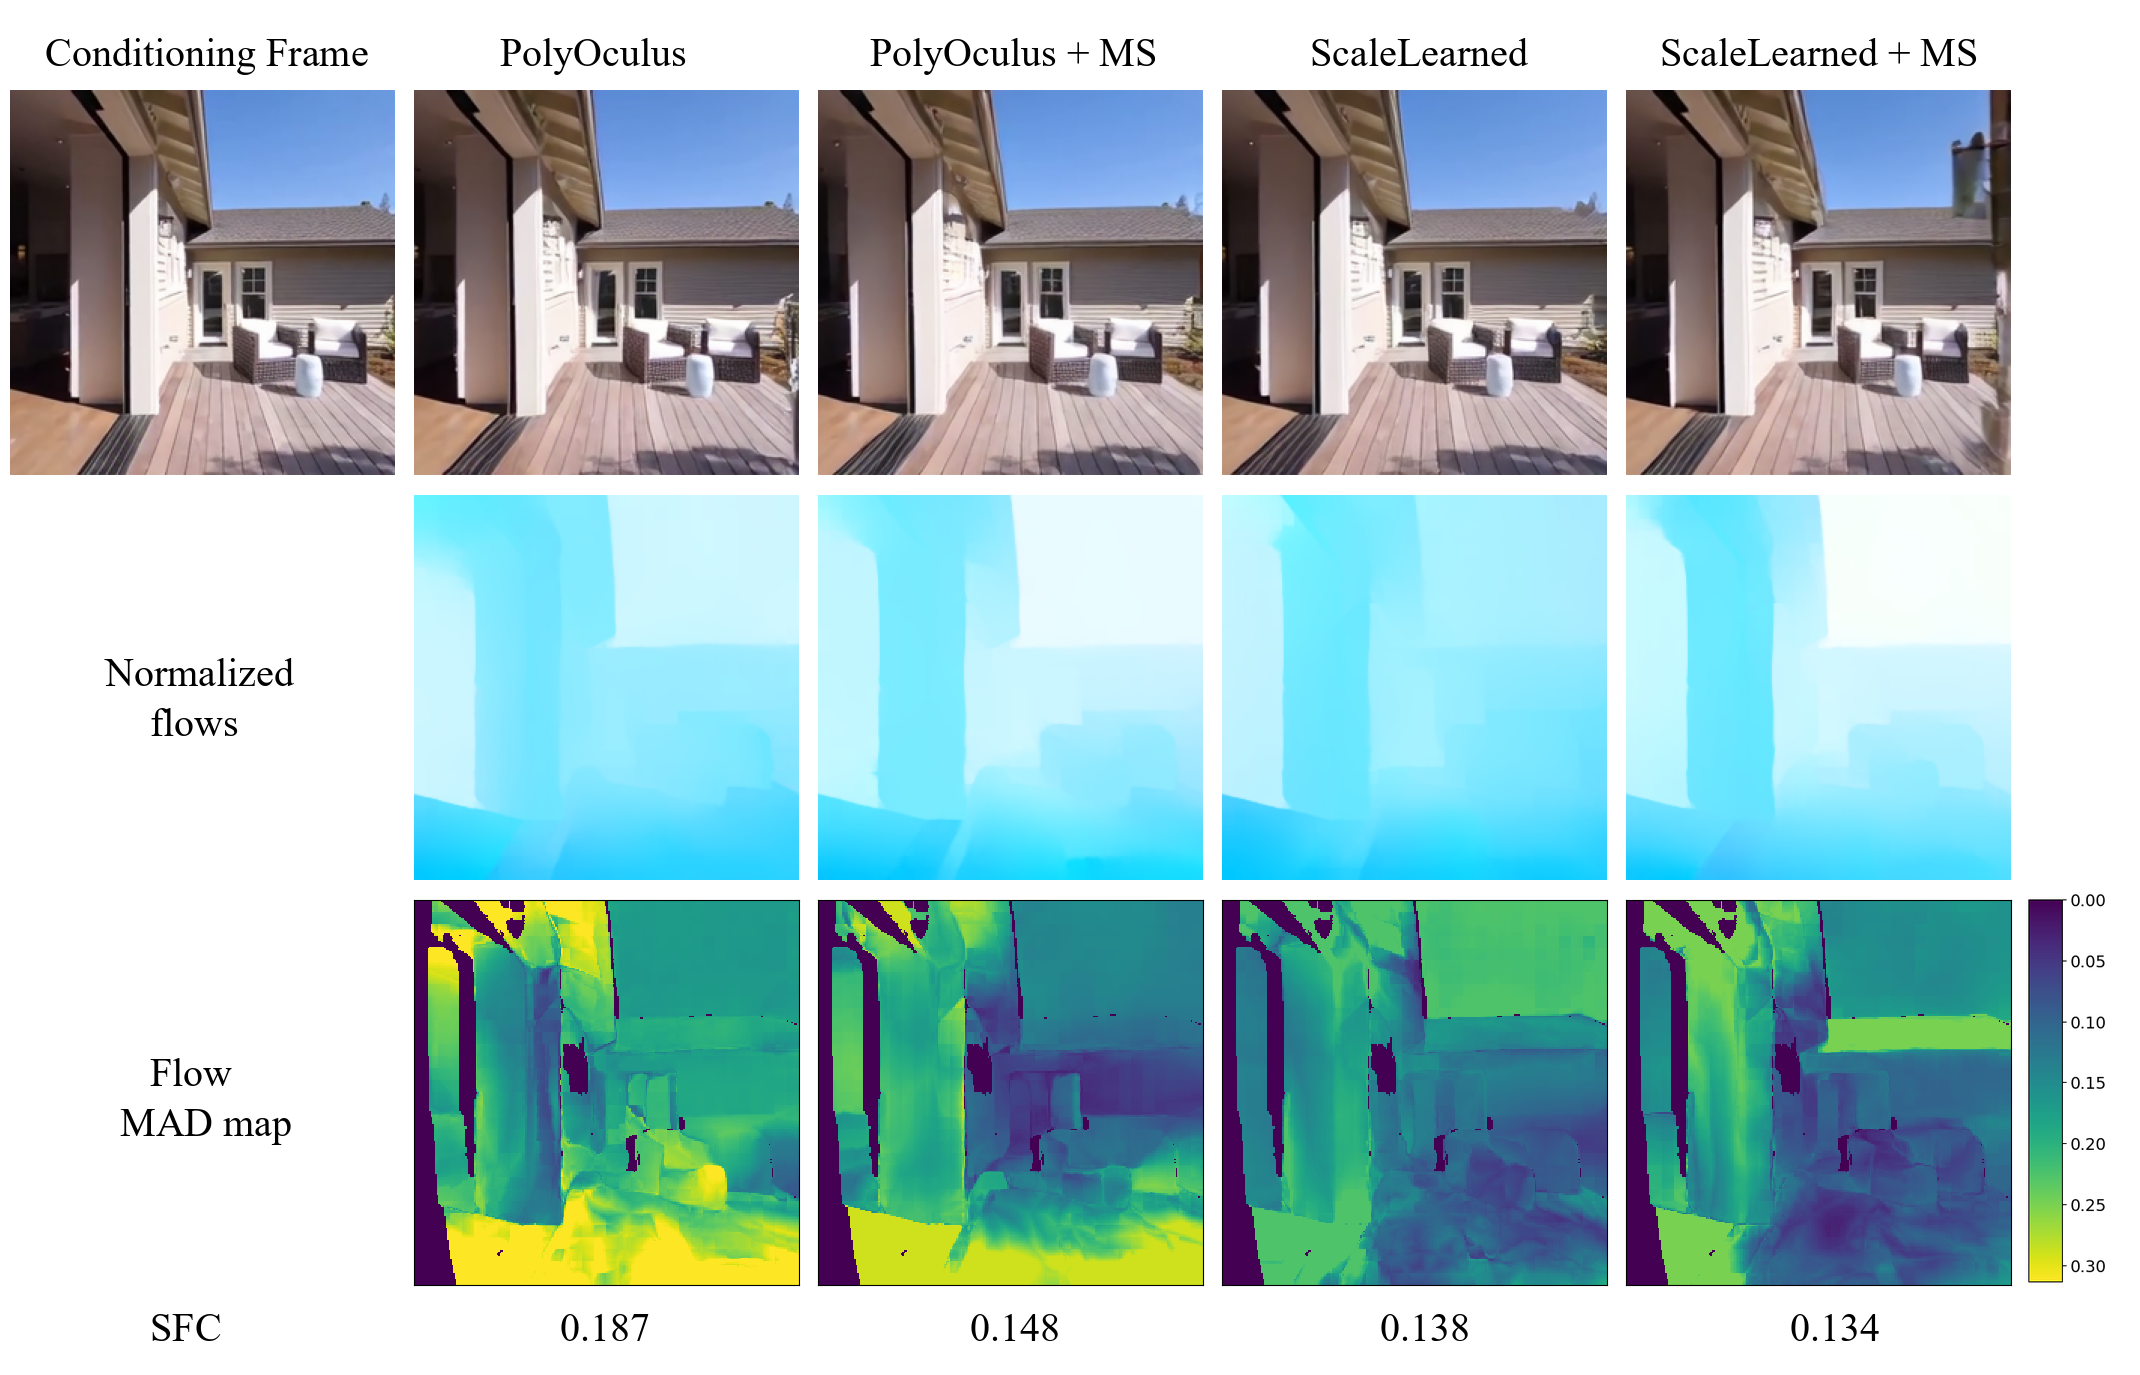 Conditioning Frame PolyOculus PolyOculus + MS ScaleLearned ScaleLearned + MS
Normalized
flows
Flow
MAD map
0.00
0.05
0.10
0.15
0.20
0.25
0.30
SFC 0.187 0.148 0.138 0.134